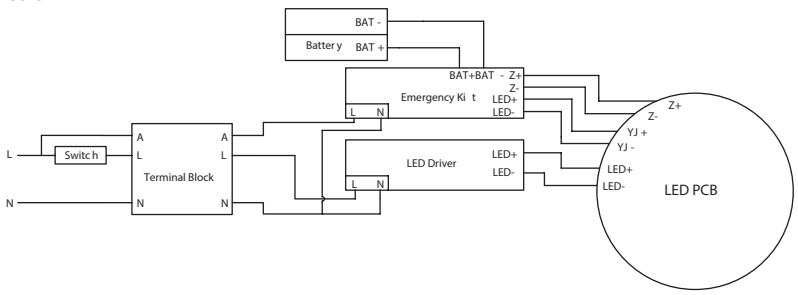 BAT -
Battery BAT +
BAT+BAT - Z+
Emergency Ki t
Z-
LED+
LED-
L N
Z+
Z-
YJ +
YJ -
LED+
LED-
LED PCB
A A
L Switch L L
Terminal Block
N N N
LED Driver
LED+
LED-
L N